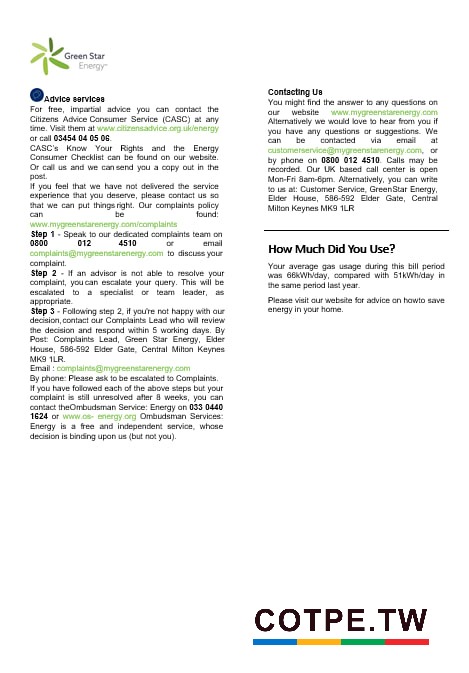 Green Star
Energy™
Advice services
For free, impartial advice you can contact the
Citizens Advice Consumer Service (CASC) at any
time. Visit them at www.citizensadvice.org.uk/energy
or call 03454 04 05 06.
CASC's Know Your Rights and the Energy
Consumer Checklist can be found on our website.
Or call us and we can send you a copy out in the
post.
If you feel that we have not delivered the service
experience that you deserve, please contact us so
that we can put things right. Our complaints policy
can be found:
www.mygreenstarenergy.com/complaints
Step 1 - Speak to our dedicated complaints team on
0800 012 4510 or email
complaints@mygreenstarenergy.com to discuss your
complaint.
Step 2 - If an advisor is not able to resolve your
complaint, you can escalate your query. This will be
escalated to a specialist or team leader, as
appropriate.
Step 3 - Following step 2, if you're not happy with our
decision,contact our Complaints Lead who will review
the decision and respond within 5 working days. By
Post: Complaints Lead, Green Star Energy, Elder
House, 586-592 Elder Gate, Central Milton Keynes
MK9 1LR.
Email : complaints@mygreenstarenergy.com
By phone: Please ask to be escalated to Complaints.
If you have followed each of the above steps but your
complaint is still unresolved after 8 weeks, you can
contact theOmbudsman Service: Energy on 033 0440
1624 or www.os- energy.org Ombudsman Services:
Energy is a free and independent service, whose
decision is binding upon us (but not you).
Contacting Us
You might find the answer to any questions on
our website www.mygreenstarenergy.com
Alternatively we would love to hear from you if
you have any questions or suggestions. We
can be contacted via email at
customerservice@mygreenstarenergy.com, or
by phone on 0800 012 4510. Calls may be
recorded. Our UK based call center is open
Mon-Fri 8am-6pm. Alternatively, you can write
to us at: Customer Service, GreenStar Energy,
Elder House, 586-592 Elder Gate, Central
Milton Keynes MK9 1LR
How Much Did You Use?
Your average gas usage during this bill period
was 66kWh/day, compared with 51kWh/day in
the same period last year.
Please visit our website for advice on howto save
energy in your home.
COTPE.TW